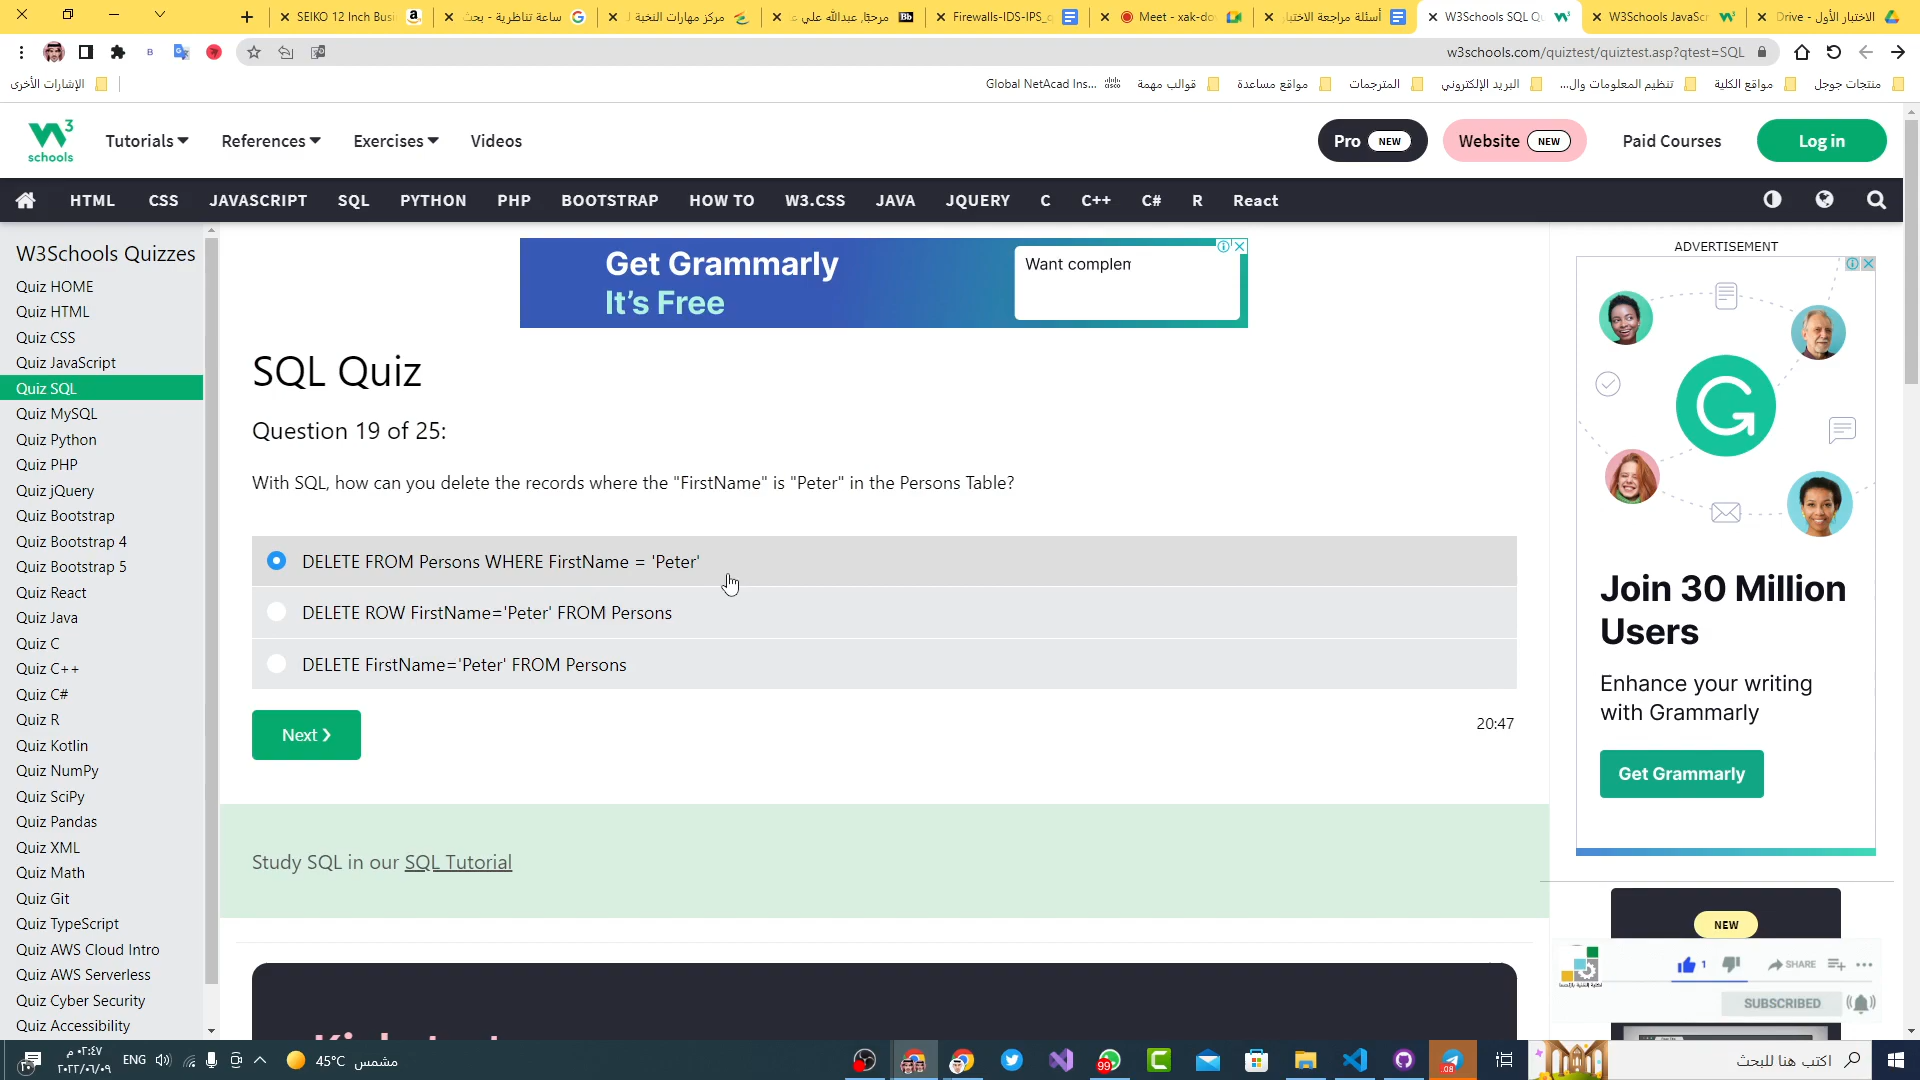 SEIKO 12 Inch Busi
ساعة تناظرية - بحث
مركز مهارات النخبة ل
مرحبًا, عبدالله علي ع
Firewalls-IDS-IPS_q
Meet - xak-do
أسئلة مراجعة الاختبار
W3Schools SQL Qu
W3Schools JavaScr
الاختبار الأول - Drive
w3schools.com/quiztest/quiztest.asp?qtest=SQL
الإشارات الأخرى
Global NetAcad Ins...
قوالب مهمة
مواقع مساعدة
المترجمات
البريد الإلكتروني
تنظيم المعلومات وال...
مواقع الكلية
منتجات جوجل
schools
Tutorials
References
Exercises
Videos
Pro NEW
Website NEW
Paid Courses
Log in
HTML CSS JAVASCRIPT SQL PYTHON PHP BOOTSTRAP HOW TO W3.CSS JAVA JQUERY C C++ C# R React
W3Schools Quizzes
Quiz HOME
Quiz HTML
Quiz CSS
Quiz JavaScript
Quiz SQL
Quiz MySQL
Quiz Python
Quiz PHP
Quiz jQuery
Quiz Bootstrap
Quiz Bootstrap 4
Quiz Bootstrap 5
Quiz React
Quiz Java
Quiz C
Quiz C++
Quiz C#
Quiz R
Quiz Kotlin
Quiz NumPy
Quiz SciPy
Quiz Pandas
Quiz XML
Quiz Math
Quiz Git
Quiz TypeScript
Quiz AWS Cloud Intro
Quiz AWS Serverless
Quiz Cyber Security
Quiz Accessibility
Get Grammarly
It's Free
Want complem
SQL Quiz
Question 19 of 25:
With SQL, how can you delete the records where the "FirstName" is "Peter" in the Persons Table?
DELETE FROM Persons WHERE FirstName = 'Peter'
DELETE ROW FirstName='Peter' FROM Persons
DELETE FirstName='Peter' FROM Persons
Next ❯
20:47
Study SQL in our SQL Tutorial
ADVERTISEMENT
Join 30 Million
Users
Enhance your writing
with Grammarly
Get Grammarly
NEW
1
SHARE
SUBSCRIBED
٠٢:٤٧ م
٢٠٢٢/٠٦/٠٩
ENG
45°C مشمس
99
اكتب هنا للبحث